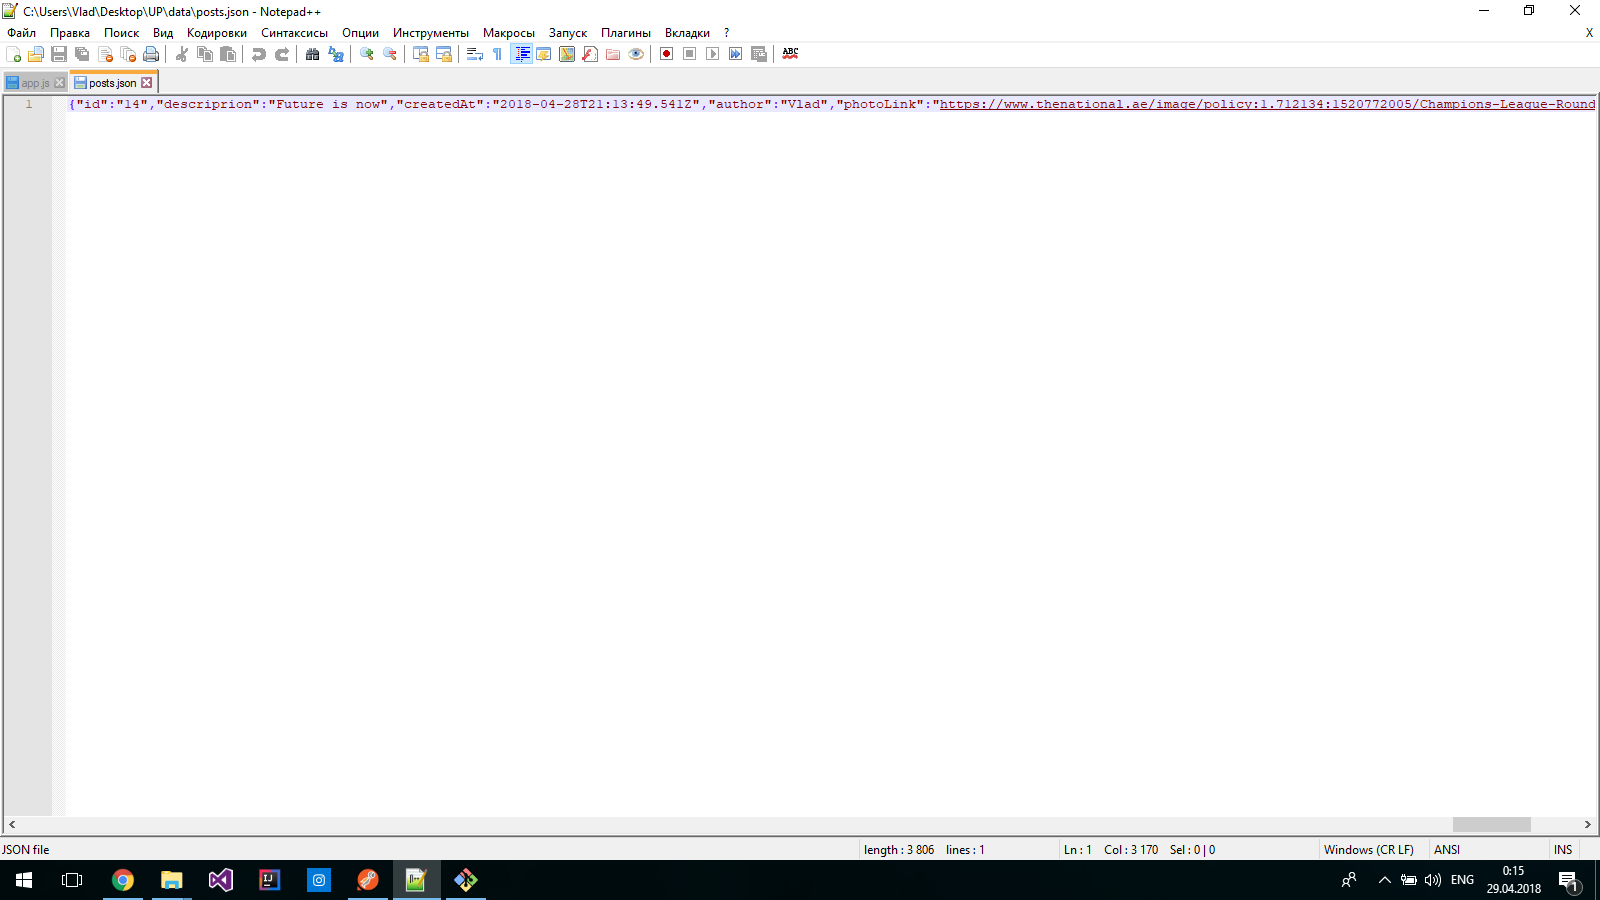 C:\Users\Vlad\Desktop\UP\data\posts.json - Notepad++
Файл Правка Поиск Вид Кодировки Синтаксисы Опции Инструменты Макросы Запуск Плагины Вкладки ? X
ABC
app.js posts.json
1 {"id":"14","descriprion":"Future is now","createdAt":"2018-04-28T21:13:49.541Z","author":"Vlad","photoLink":"https://www.thenational.ae/image/policy:1.712134:1520772005/Champions-League-Round
JSON file length : 3 806 lines : 1 Ln : 1 Col : 3 170 Sel : 0 | 0 Windows (CR LF) ANSI INS
IJ
ENG
0:15
29.04.2018
1